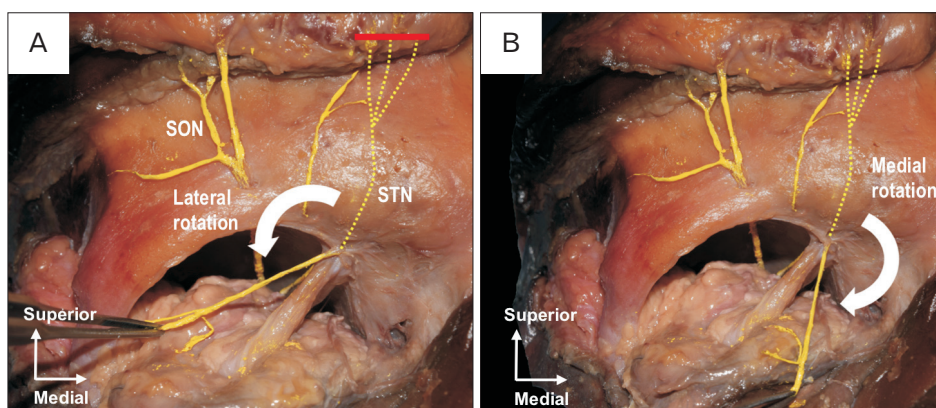 A
SON
Lateral
rotation
STN
Superior
Medial
B
Medial
rotation
Superior
Medial